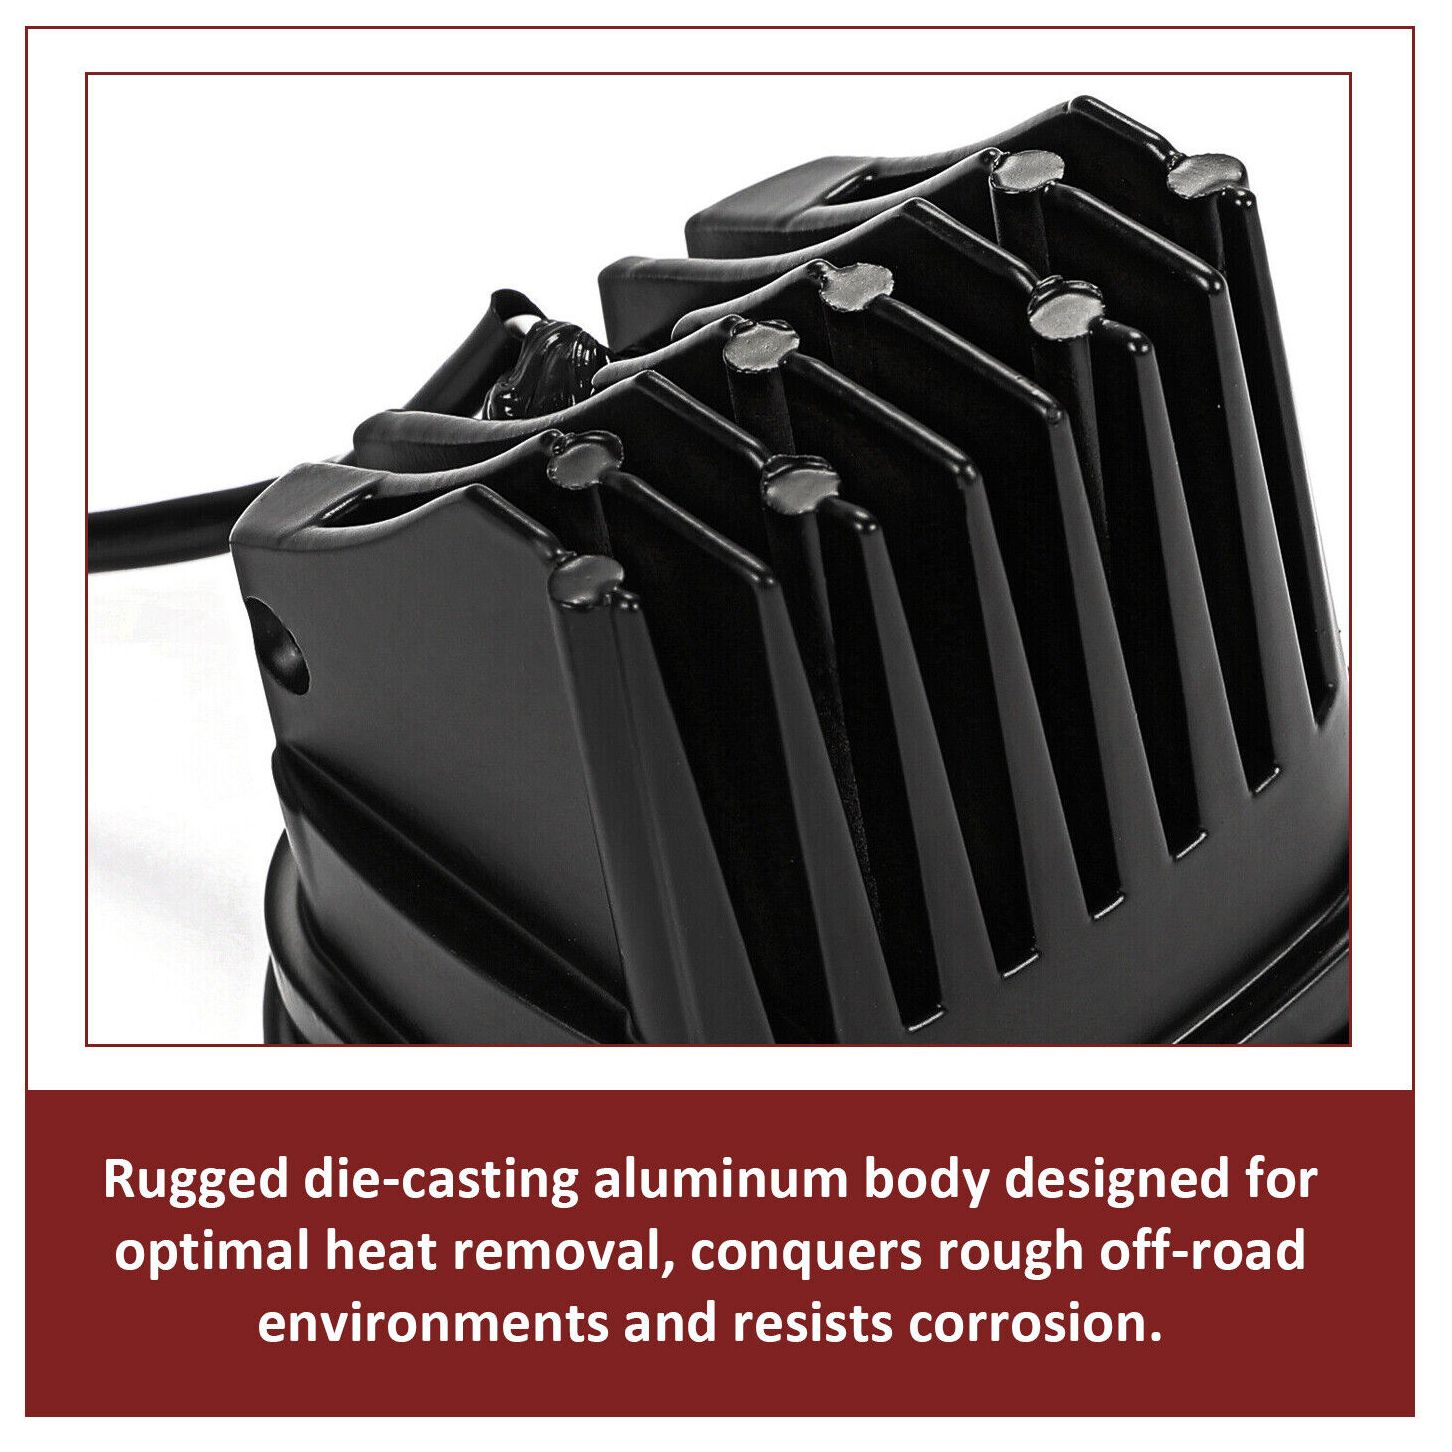 Rugged die-casting aluminum body designed for
optimal heat removal, conquers rough off-road
environments and resists corrosion.